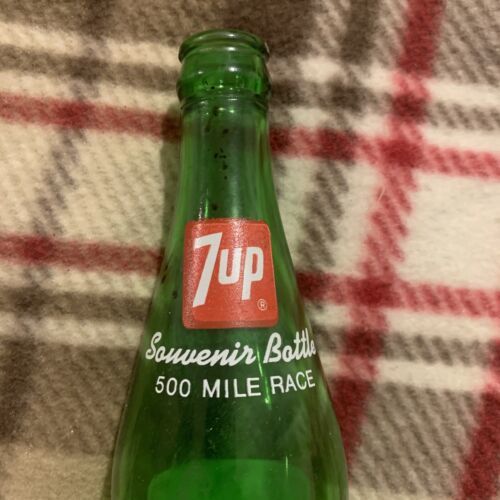 7up ®
Souvenir Bottle
500 MILE RACE